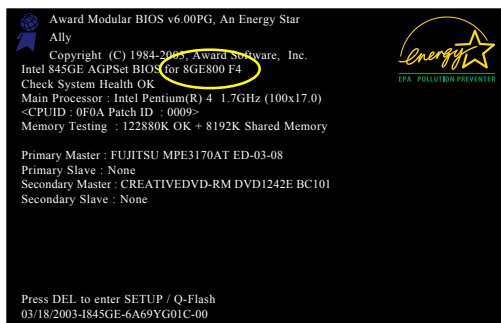 Award Modular BIOS v6.00PG, An Energy Star
Ally
Copyright (C) 1984-2003, Award Software, Inc.
Intel 845GE AGPSet BIOS for 8GE800 F4
Check System Health OK
Main Processor : Intel Pentium(R) 4 1.7GHz (100x17.0)
<CPUID : 0F0A Patch ID : 0009>
Memory Testing : 122880K OK + 8192K Shared Memory
Primary Master : FUJITSU MPE3170AT ED-03-08
Primary Slave : None
Secondary Master : CREATIVEDVD-RM DVD1242E BC101
Secondary Slave : None
Press DEL to enter SETUP / Q-Flash
03/18/2003-I845GE-6A69YG01C-00
energy
EPA POLLUTION PREVENTER